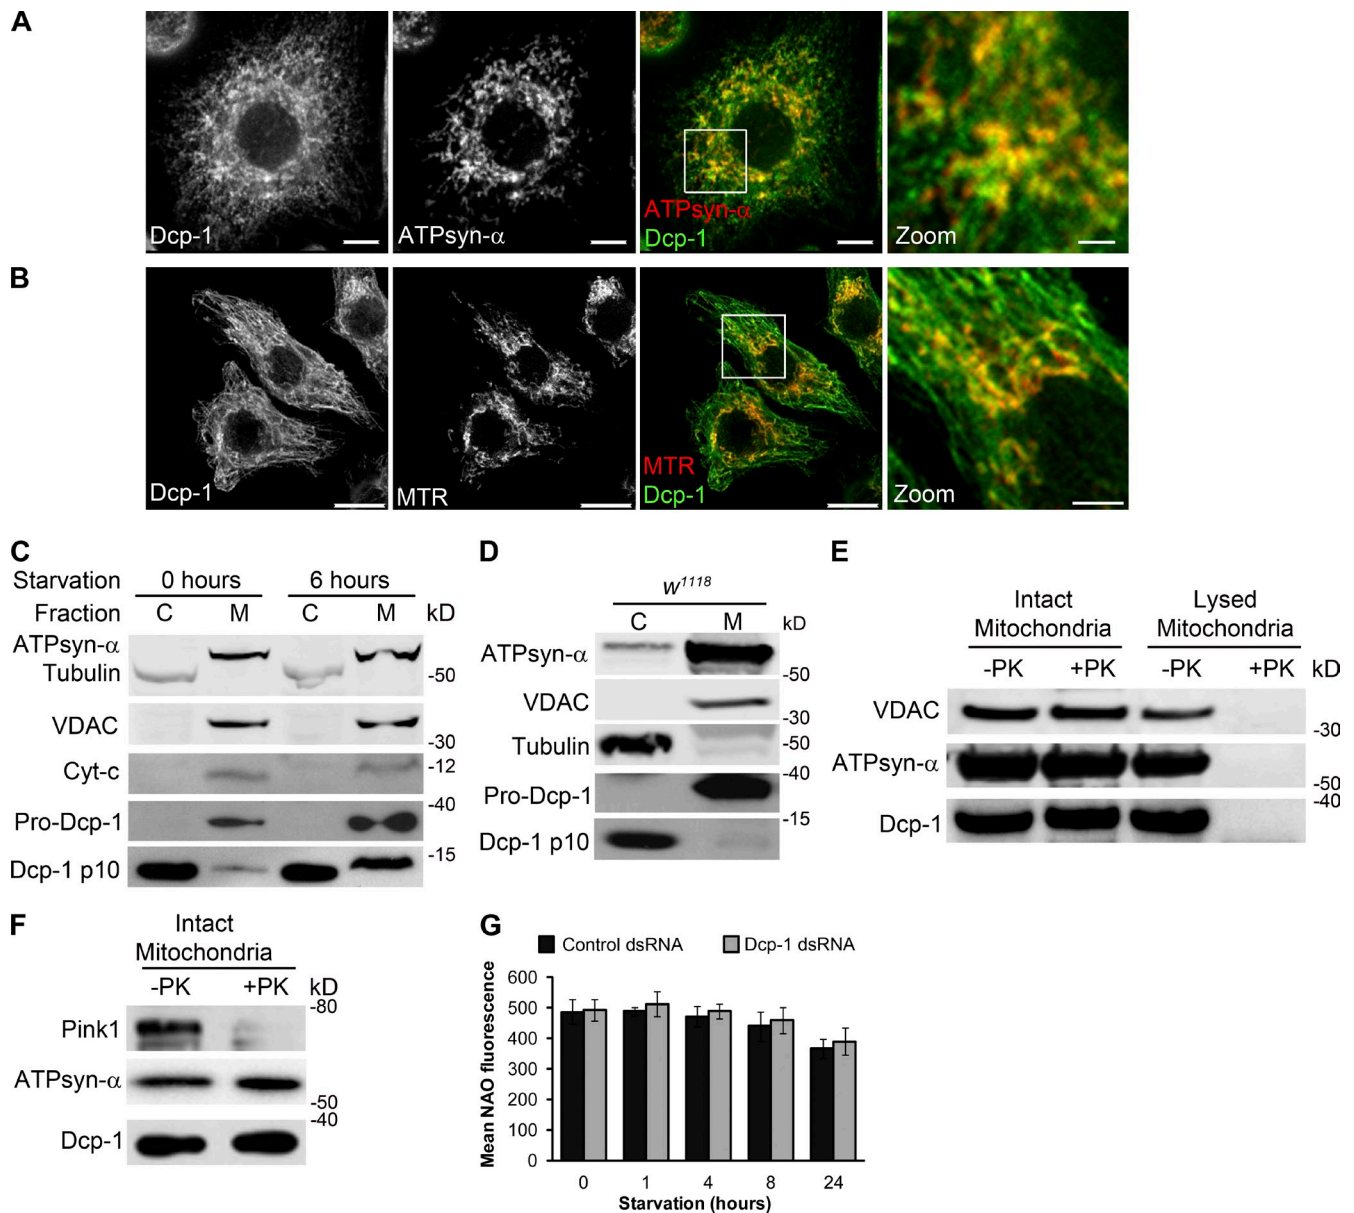 A
Dcp-1
ATPsyn-α
ATPsyn-α
Dcp-1
Zoom
B
Dcp-1
MTR
MTR
Dcp-1
Zoom
C
Starvation 0 hours 6 hours
Fraction C M C M kD
ATPsyn-α
Tubulin -50
VDAC
-30
Cyt-c -12
-40
Pro-Dcp-1
-15
Dcp-1 p10
D
w1118
C M kD
ATPsyn-α
-50
VDAC
-30
Tubulin -50
-40
Pro-Dcp-1
-15
Dcp-1 p10
E
Intact Lysed
Mitochondria Mitochondria
-PK +PK -PK +PK kD
VDAC
-30
ATPsyn-α
-50
-40
Dcp-1
F
Intact
Mitochondria
-PK +PK kD
-80
Pink1
ATPsyn-α
-50
-40
Dcp-1
G
Control dsRNA Dcp-1 dsRNA
Mean NAO fluorescence
600
500
400
300
200
100
0
0 1 4 8 24
Starvation (hours)